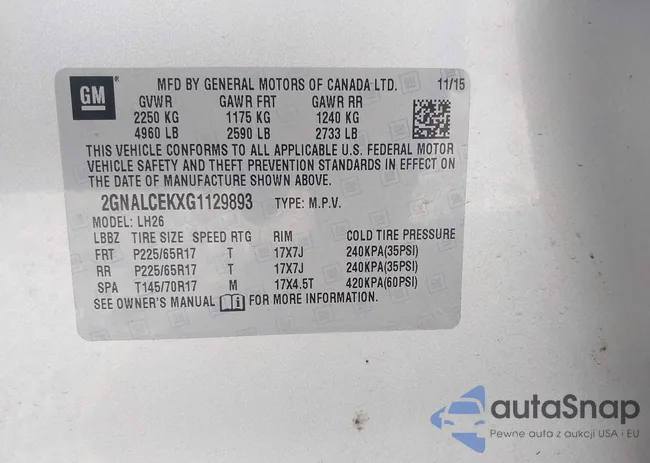 GM
MFD BY GENERAL MOTORS OF CANADA LTD. 11/15
GVWR GAWR FRT GAWR RR
2250 KG 1175 KG 1240 KG
4960 LB 2590 LB 2733 LB
THIS VEHICLE CONFORMS TO ALL APPLICABLE U.S. FEDERAL MOTOR
VEHICLE SAFETY AND THEFT PREVENTION STANDARDS IN EFFECT ON
THE DATE OF MANUFACTURE SHOWN ABOVE.
2GNALCEKXG1129893 TYPE: M.P.V.
MODEL: LH26
LBBZ TIRE SIZE SPEED RTG RIM COLD TIRE PRESSURE
FRT P225/65R17 T 17X7J 240KPA(35PSI)
RR P225/65R17 T 17X7J 240KPA(35PSI)
SPA T145/70R17 M 17X4.5T 420KPA(60PSI)
SEE OWNER'S MANUAL FOR MORE INFORMATION.
autaSnap
Pewne auta z aukcji USA i EU